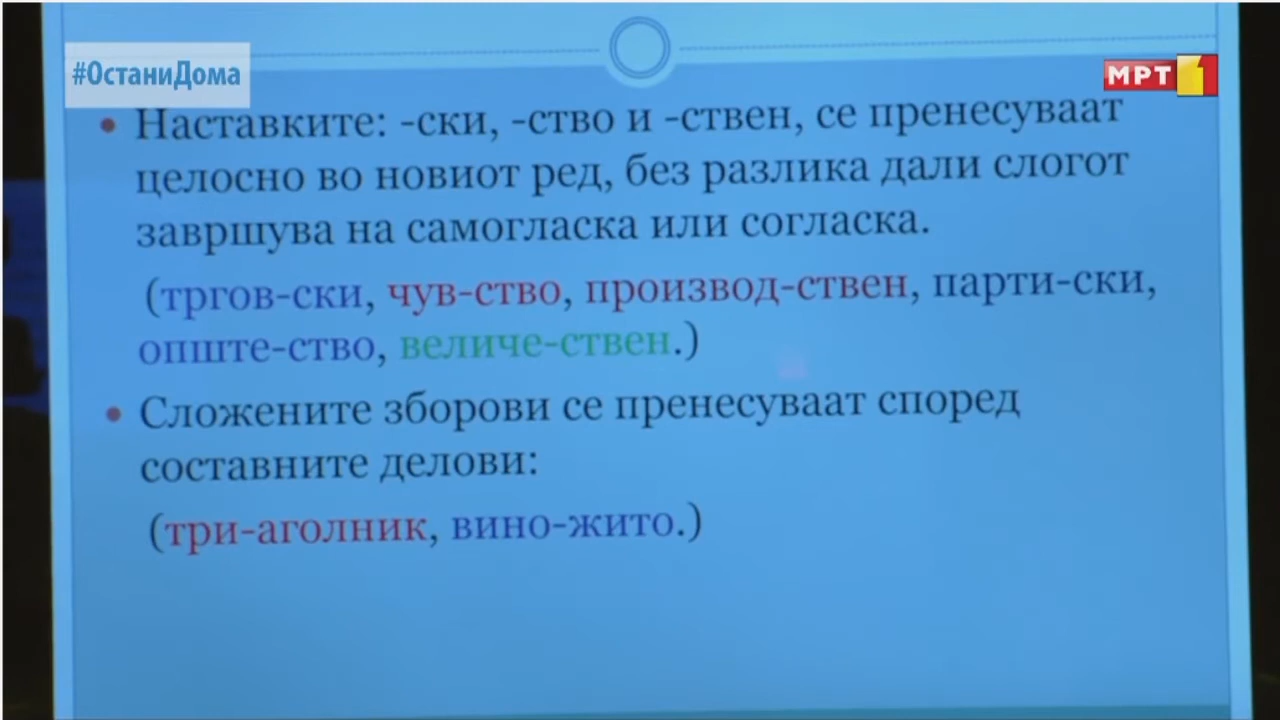 #ОстаниДома
МРТ 1
• Наставките: -ски, -ство и -ствен, се пренесуваат
целосно во новиот ред, без разлика дали слогот
завршува на самогласка или согласка.
(тргов-ски, чув-ство, производ-ствен, парти-ски,
опште-ство, величе-ствен.)
• Сложените зборови се пренесуваат според
составните делови:
(три-аголник, вино-жито.)